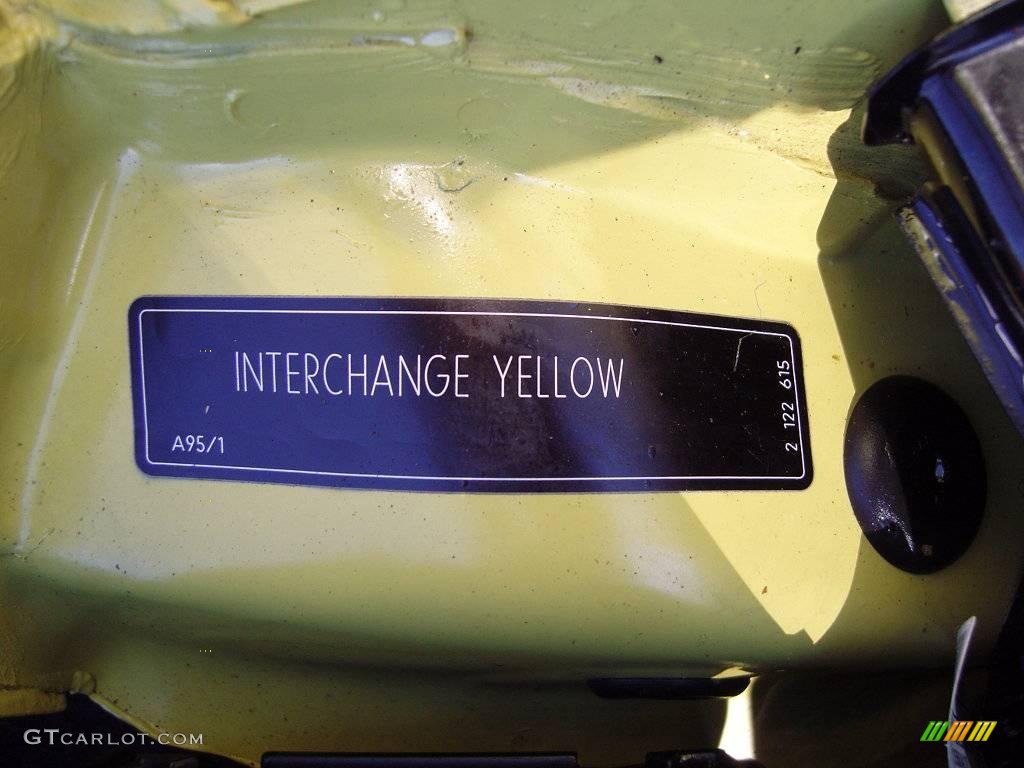 INTERCHANGE YELLOW
A95/1
2 122 615
GTCARLOT.COM